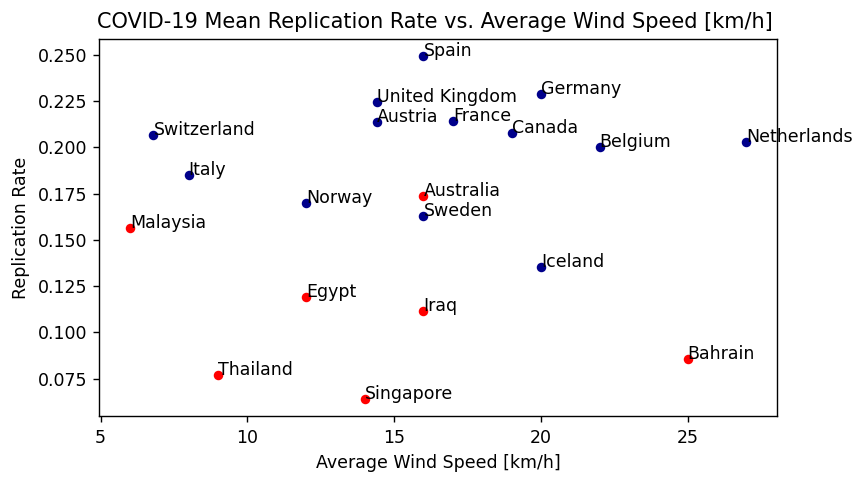 COVID-19 Mean Replication Rate vs. Average Wind Speed [km/h]
0.250
0.225
0.200
0.175
0.150
0.125
0.100
0.075
Replication Rate
Spain
Germany
United Kingdom
Austria
France
Switzerland
Canada
Belgium
Netherlands
Italy
Norway
Australia
Sweden
Malaysia
Iceland
Egypt
Iraq
Bahrain
Thailand
Singapore
5
10
15
20
25
Average Wind Speed [km/h]